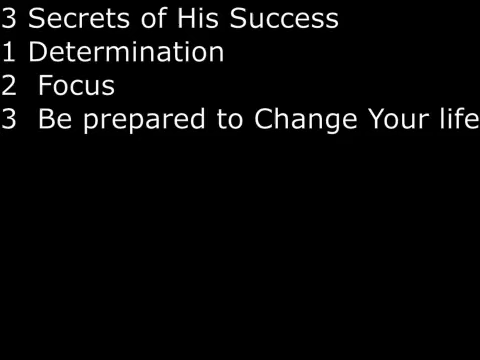 3 Secrets of His Success
1 Determination
2  Focus
3  Be prepared to Change Your life